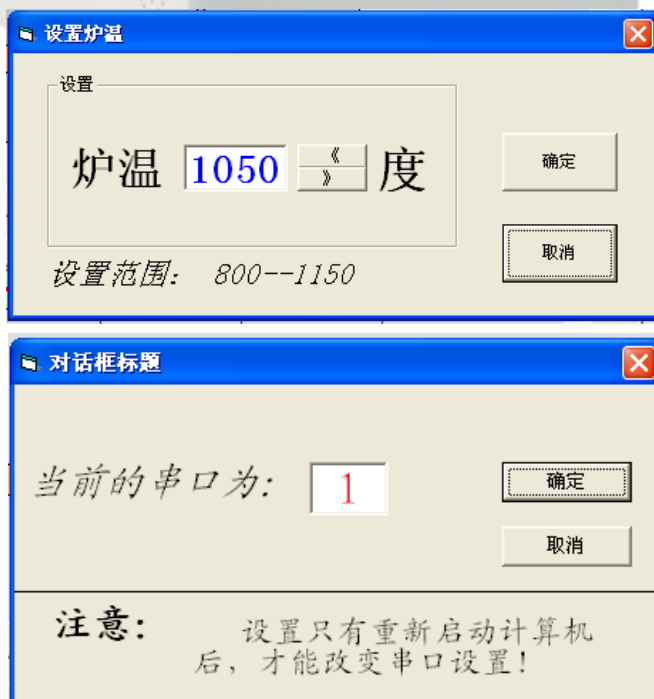 设置炉温
设置
炉温 1050 《 》 度
确定
取消
设置范围： 800--1150
对话框标题
当前的串口为: 1
确定
取消
注意: 设置只有重新启动计算机
后，才能改变串口设置！